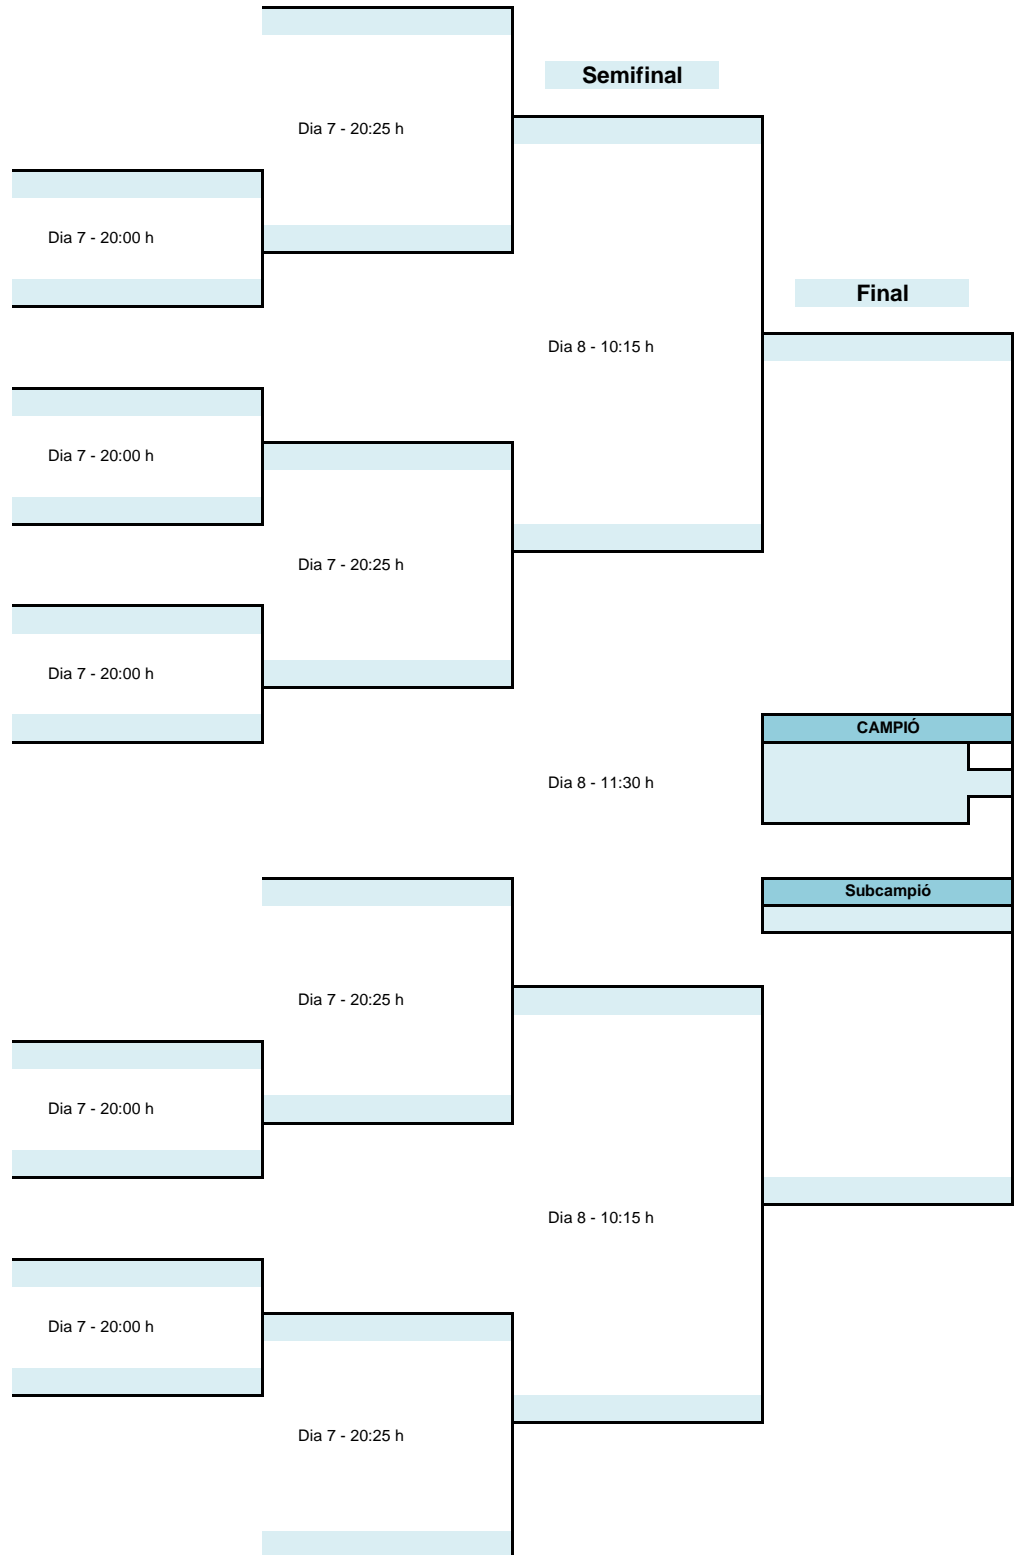 Semifinal
Dia 7 - 20:25 h
Dia 7 - 20:00 h
Final
Dia 8 - 10:15 h
Dia 7 - 20:00 h
Dia 7 - 20:25 h
Dia 7 - 20:00 h
CAMPIÓ
Dia 8 - 11:30 h
Subcampió
Dia 7 - 20:25 h
Dia 7 - 20:00 h
Dia 8 - 10:15 h
Dia 7 - 20:00 h
Dia 7 - 20:25 h